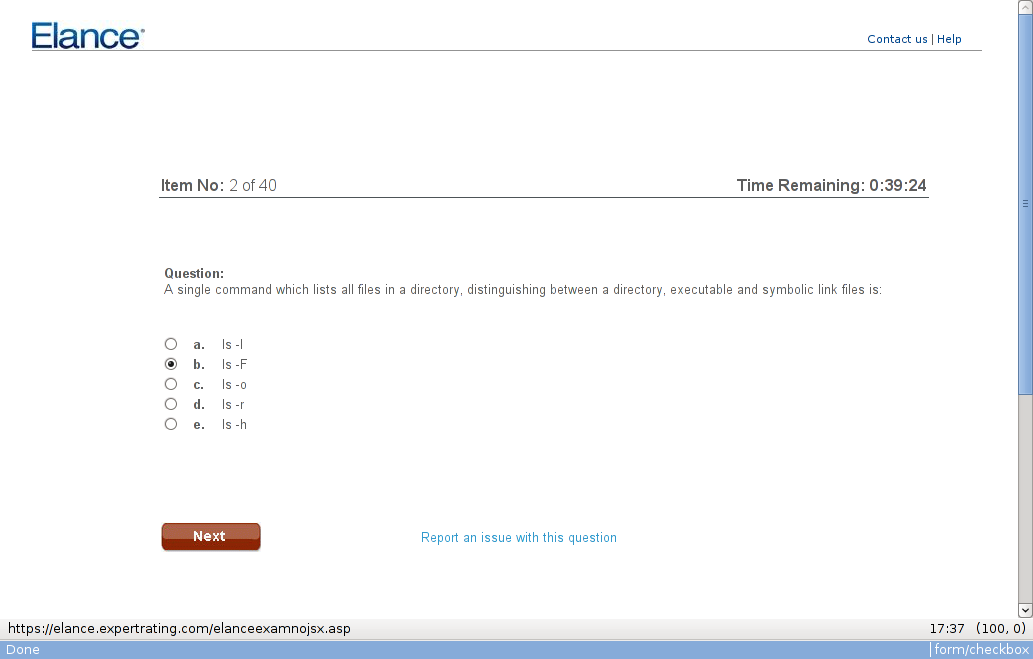 Elance®
Contact us | Help
Item No: 2 of 40
Time Remaining: 0:39:24
Question:
A single command which lists all files in a directory, distinguishing between a directory, executable and symbolic link files is:
a. ls -l
b. ls -F
c. ls -o
d. ls -r
e. ls -h
Next
Report an issue with this question
https://elance.expertrating.com/elanceexamnojsx.asp
17:37 (100, 0)
Done
form/checkbox